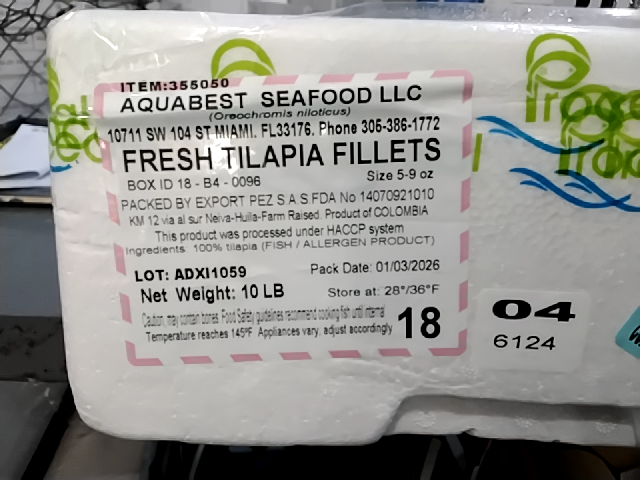 ITEM:355050
AQUABEST SEAFOOD LLC
(Oreochromis niloticus)
10711 SW 104 ST MIAMI, FL33176, Phone 306-386-1772
FRESH TILAPIA FILLETS
BOX ID 18 - B4 - 0096 Size 5-9 oz
PACKED BY EXPORT PEZ S.A.S.FDA No 14070921010
KM 12 via al sur Neiva-Huila-Farm Raised. Product of COLOMBIA
This product was processed under HACCP system
Ingredients 100% tilapia (FISH / ALLERGEN PRODUCT)
LOT: ADXI1059 Pack Date: 01/03/2026
Net Weight: 10 LB Store at: 28°/36°F
Caution, may contain bones. Food Safety guidelines recommend cooking fish until internal
Temperature reaches 145ºF Appliances vary, adjust accordingly
18
04
6124